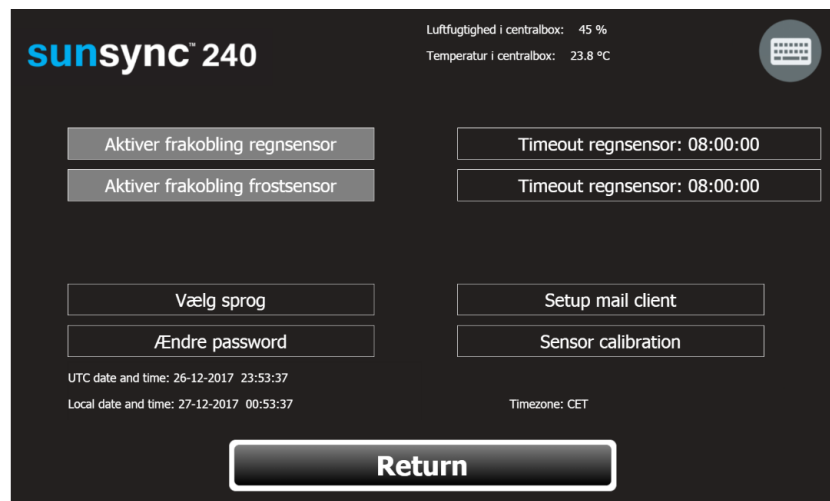 Luftfugtighed i centralbox: 45 %
sunsync™ 240
Temperatur i centralbox: 23.8 °C
Aktiver frakobling regnsensor
Timeout regnsensor: 08:00:00
Aktiver frakobling frostsensor
Timeout regnsensor: 08:00:00
Vælg sprog
Setup mail client
Ændre password
Sensor calibration
UTC date and time: 26-12-2017 23:53:37
Local date and time: 27-12-2017 00:53:37
Timezone: CET
Return